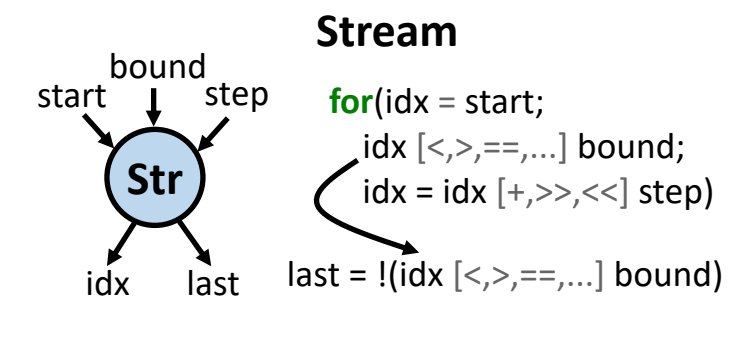 Stream
bound
start
step
Str
idx
last
for(idx = start;
idx [<,>,==,...] bound;
idx = idx [+,>>,<<] step)
last = !(idx [<,>,==,...] bound)